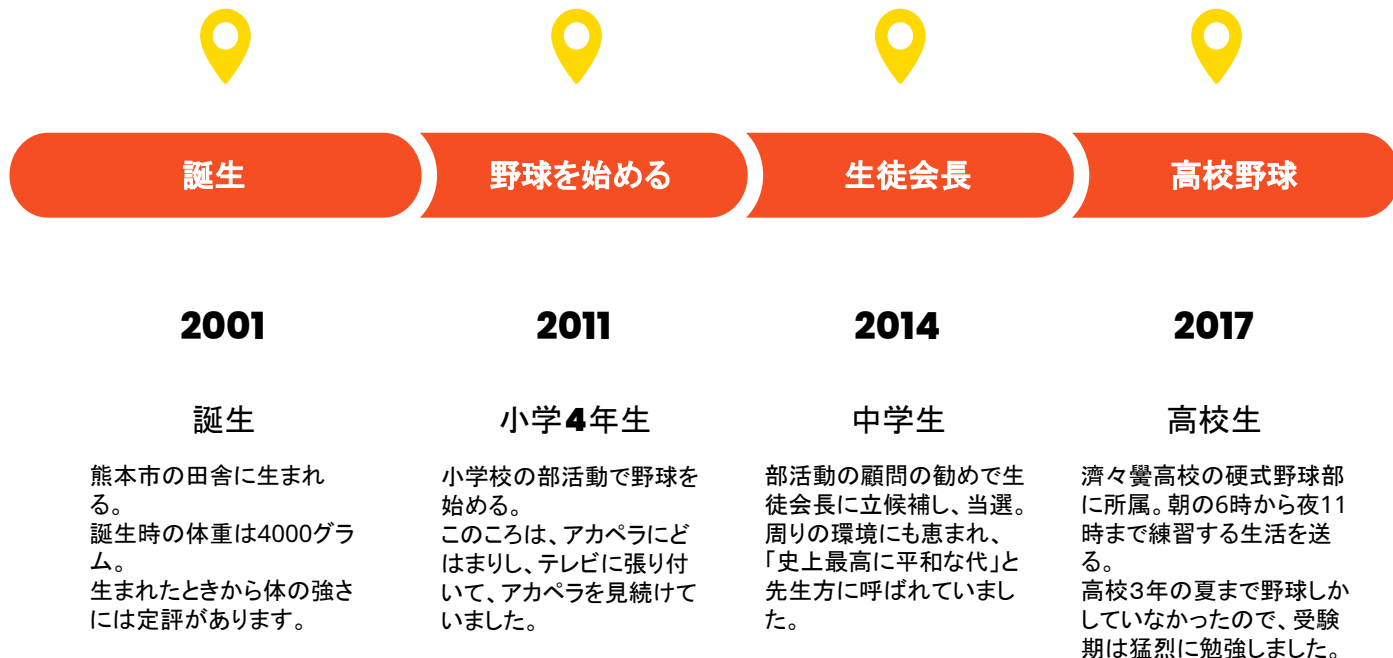 誕生
野球を始める
生徒会長
高校野球
2001
2011
2014
2017
誕生
小学4年生
中学生
高校生
熊本市の田舎に生まれ
る。
誕生時の体重は4000グラ
ム。
生まれたときから体の強さ
には定評があります。
小学校の部活動で野球を
始める。
このころは、アカペラにど
はまりし、テレビに張り付
いて、アカペラを見続けて
いました。
部活動の顧問の勧めで生
徒会長に立候補し、当選。
周りの環境にも恵まれ、
「史上最高に平和な代」と
先生方に呼ばれていまし
た。
濟々黌高校の硬式野球部
に所属。朝の6時から夜11
時まで練習する生活を送
る。
高校3年の夏まで野球しか
していなかったので、受験
期は猛烈に勉強しました。